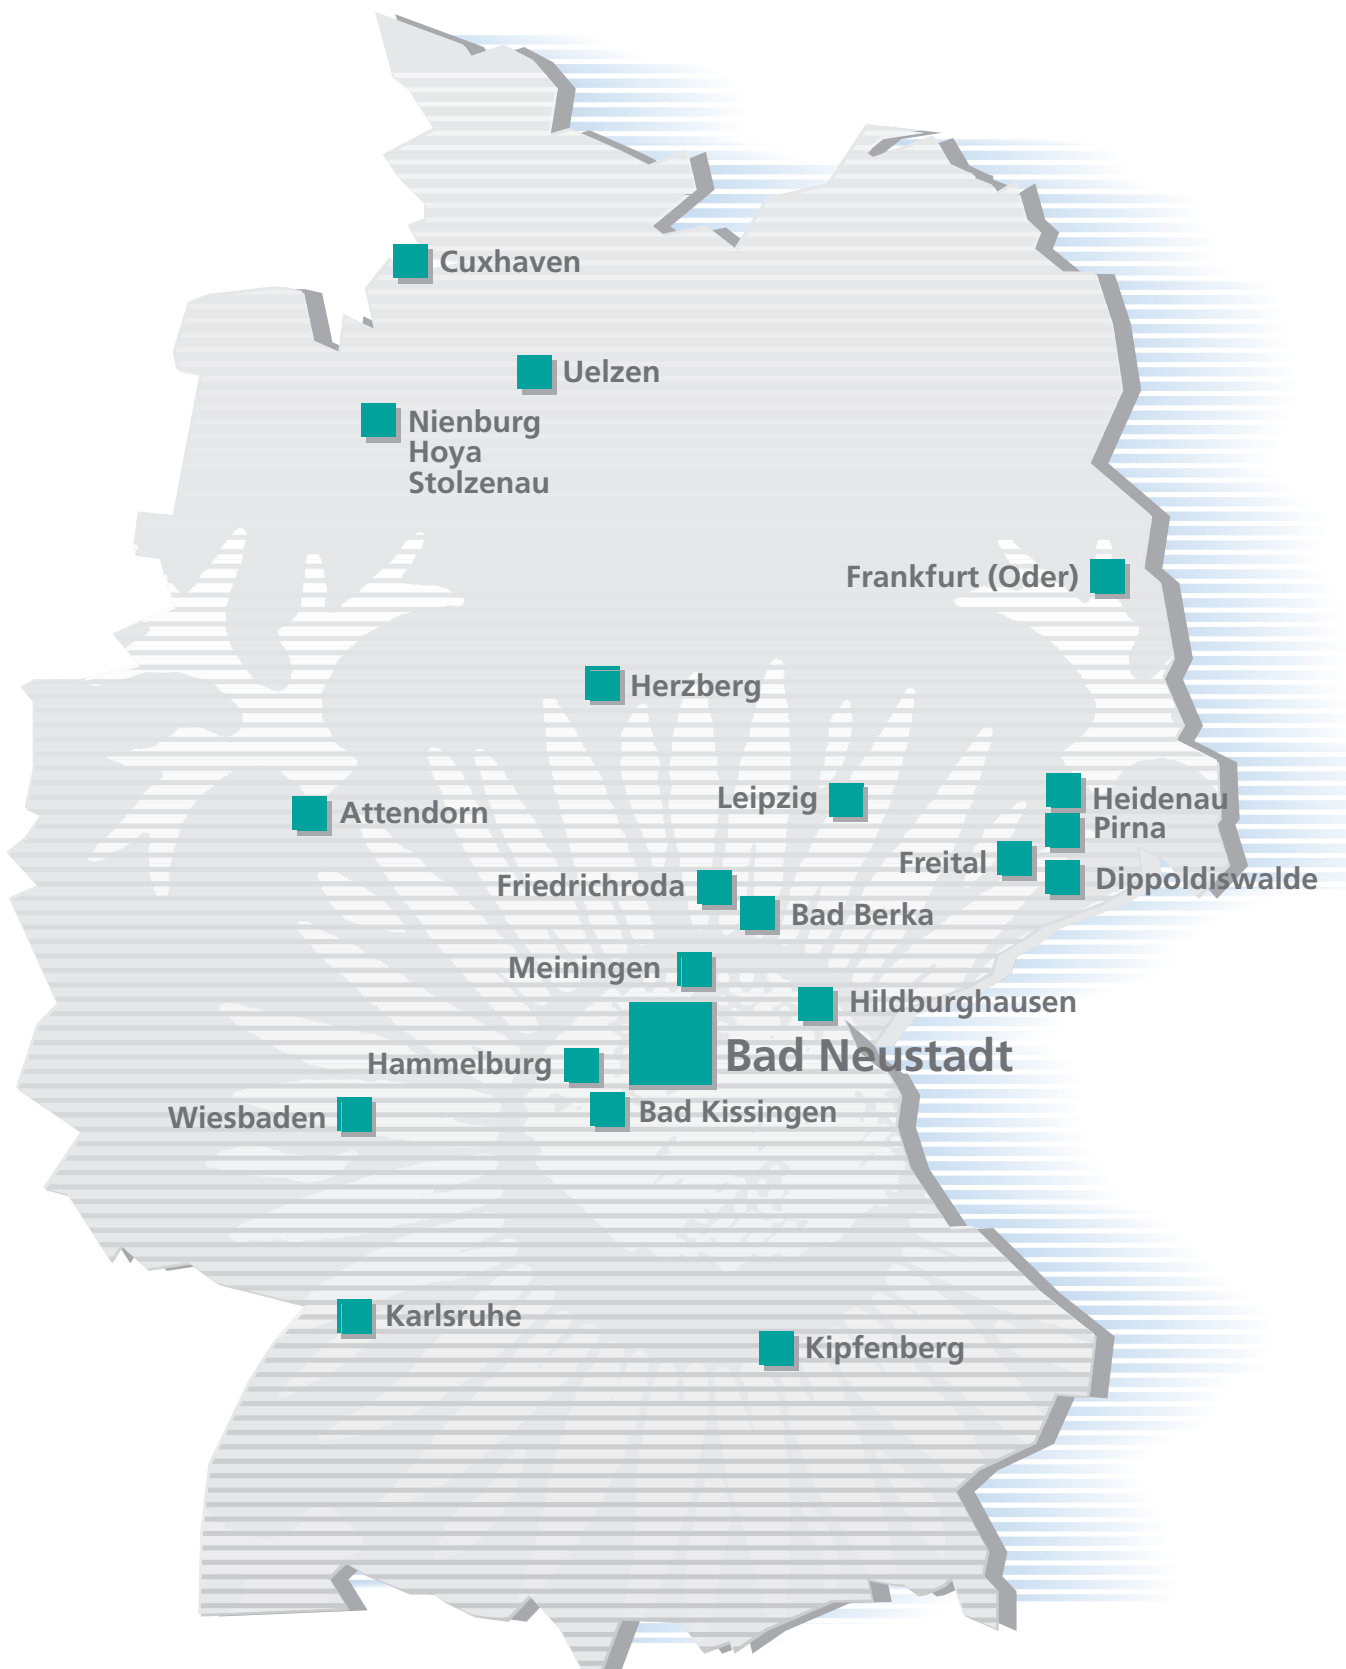 Cuxhaven
Uelzen
Nienburg
Hoya
Stolzenau
Frankfurt (Oder)
Herzberg
Leipzig
Heidenau
Attendorn
Pirna
Freital
Dippoldiswalde
Friedrichroda
Bad Berka
Meiningen
Hildburghausen
Bad Neustadt
Hammelburg
Bad Kissingen
Wiesbaden
Karlsruhe
Kipfenberg